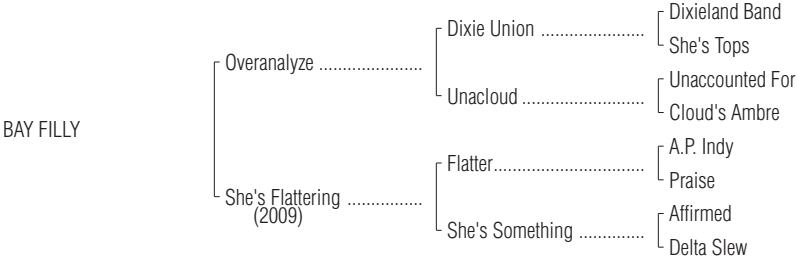 Dixieland Band
Dixie Union ......................
She's Tops
Overanalyze ......................
Unaccounted For
Unacloud ..........................
Cloud's Ambre
BAY FILLY
A.P. Indy
Flatter................................
Praise
She's Flattering ................
(2009)
Affirmed
She's Something ..............
Delta Slew